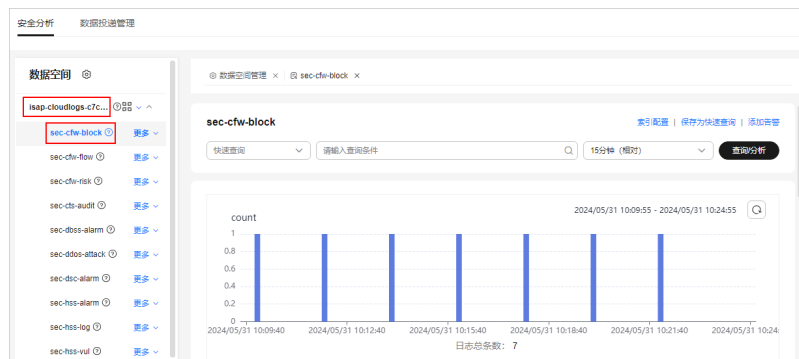 安全分析 数据投递管理
数据空间
isap-cloudlogs-c7c...
sec-cfw-block 更多
sec-cfw-flow 更多
sec-cfw-risk 更多
sec-cts-audit 更多
sec-dbss-alarm 更多
sec-ddos-attack 更多
sec-dsc-alarm 更多
sec-hss-alarm 更多
sec-hss-log 更多
sec-hss-vul 更多
数据空间管理 × sec-cfw-block ×
sec-cfw-block 索引配置 | 保存为快速查询 | 添加告警
快速查询 请输入查询条件 15分钟（相对） 查询/分析
2024/05/31 10:09:55 - 2024/05/31 10:24:55
count
1
0.8
0.6
0.4
0.2
0
2024/05/31 10:09:40 2024/05/31 10:12:40 2024/05/31 10:15:40 2024/05/31 10:18:40 2024/05/31 10:21:40 2024/05/31 10:24:
日志总条数： 7